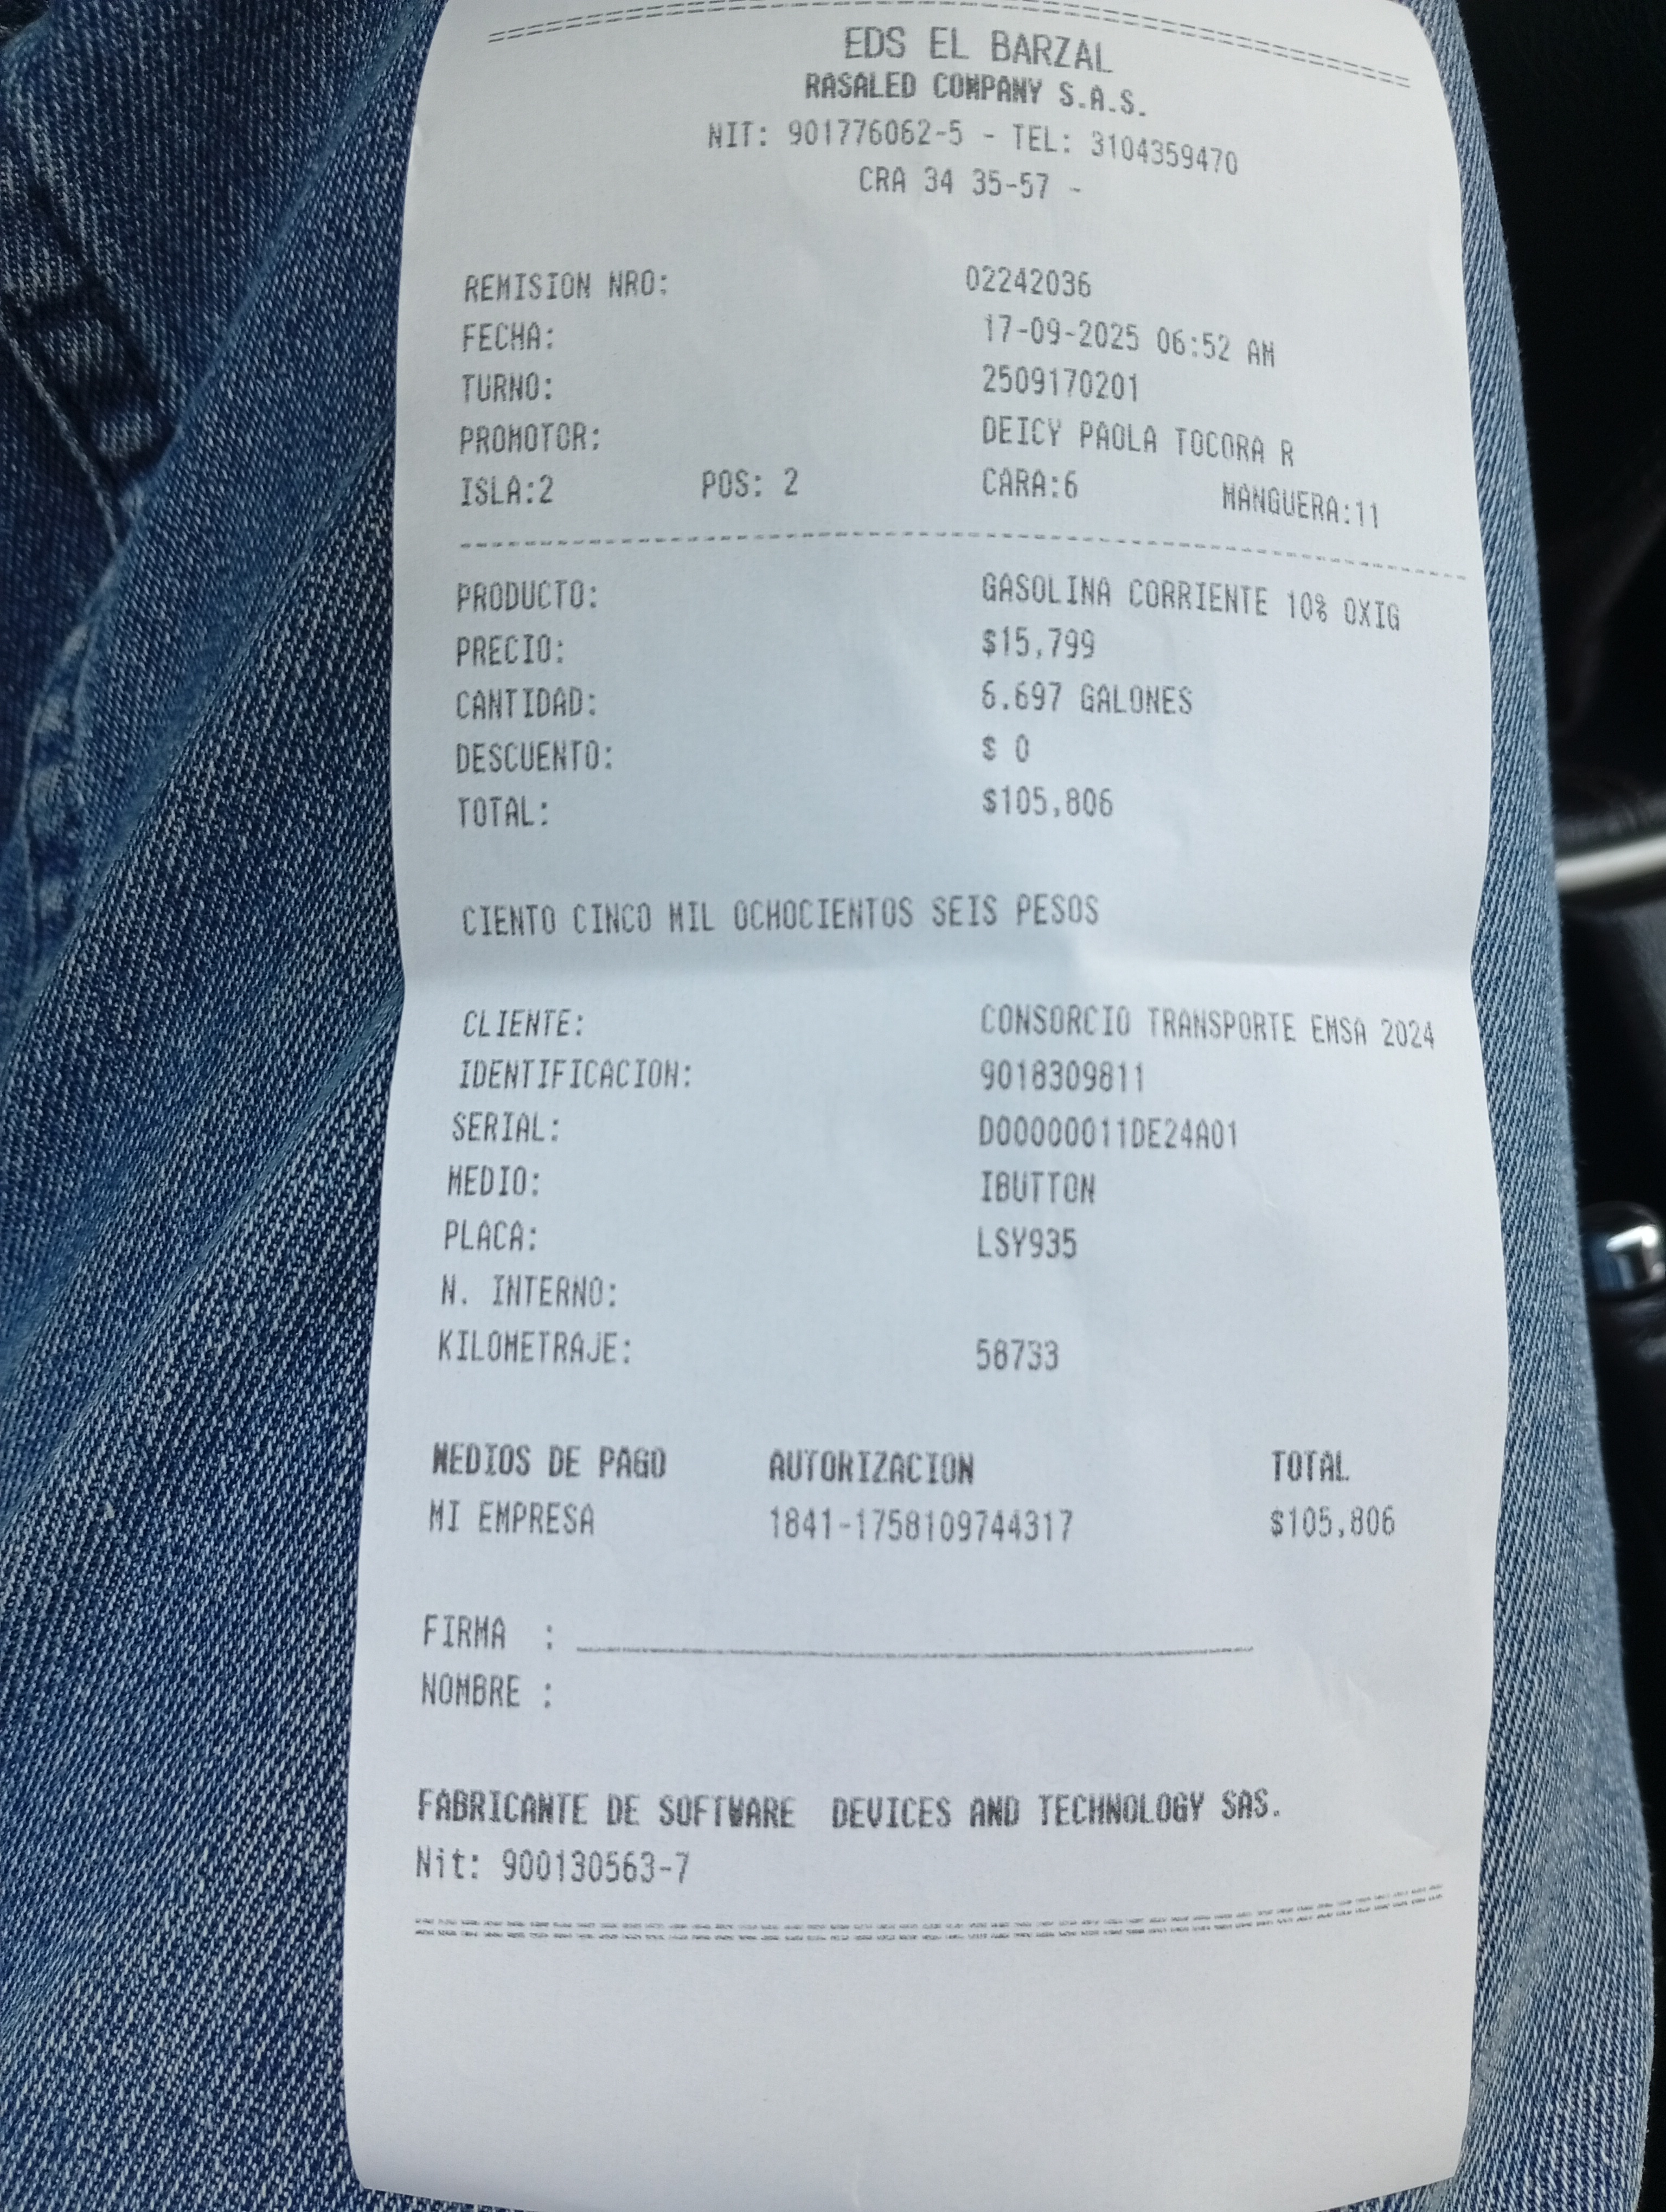 EDS EL BARZAL
RASALED COMPANY S.A.S.
NIT: 901776062-5 - TEL: 3104359470
CRA 34 35-57 -
REMISION NRO: 02242036
FECHA: 17-09-2025 06:52 AM
TURNO: 2509170201
PROMOTOR: DEICY PAOLA TOCORA R
ISLA:2 POS: 2 CARA:6 MANGUERA:11
PRODUCTO: GASOLINA CORRIENTE 10% OXIG
PRECIO: $15,799
CANTIDAD: 6.697 GALONES
DESCUENTO: $ 0
TOTAL: $105,806
CIENTO CINCO MIL OCHOCIENTOS SEIS PESOS
CLIENTE: CONSORCIO TRANSPORTE EMSA 2024
IDENTIFICACION: 9018309811
SERIAL: D00000011DE24A01
MEDIO: IBUTTON
PLACA: LSY935
N. INTERNO:
KILOMETRAJE: 58733
MEDIOS DE PAGO AUTORIZACION TOTAL
MI EMPRESA 1841-1758109744317 $105,806
FIRMA :
NOMBRE :
FABRICANTE DE SOFTWARE DEVICES AND TECHNOLOGY SAS.
Nit: 900130563-7